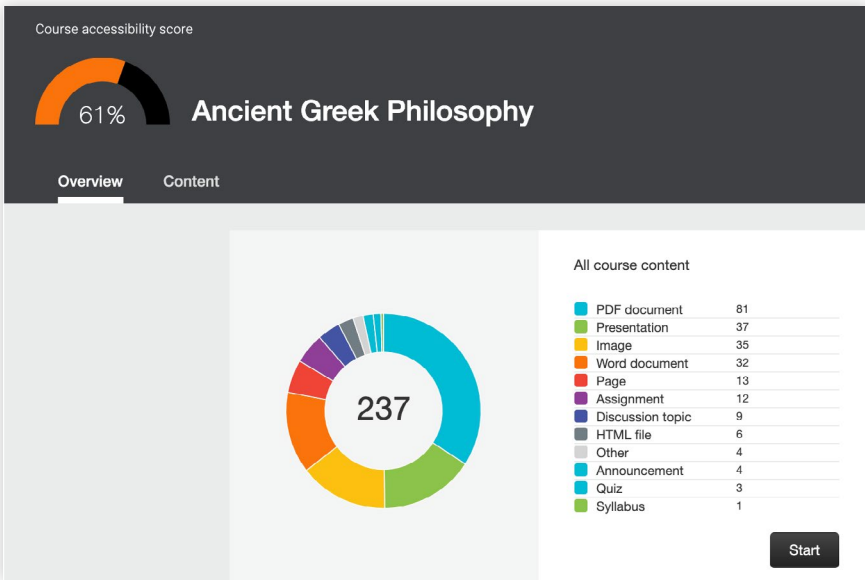 Course accessibility score
61%
Ancient Greek Philosophy
Overview Content
All course content
PDF document 81
Presentation 37
Image 35
Word document 32
Page 13
Assignment 12
Discussion topic 9
HTML file 6
Other 4
Announcement 4
Quiz 3
Syllabus 1
237
Start